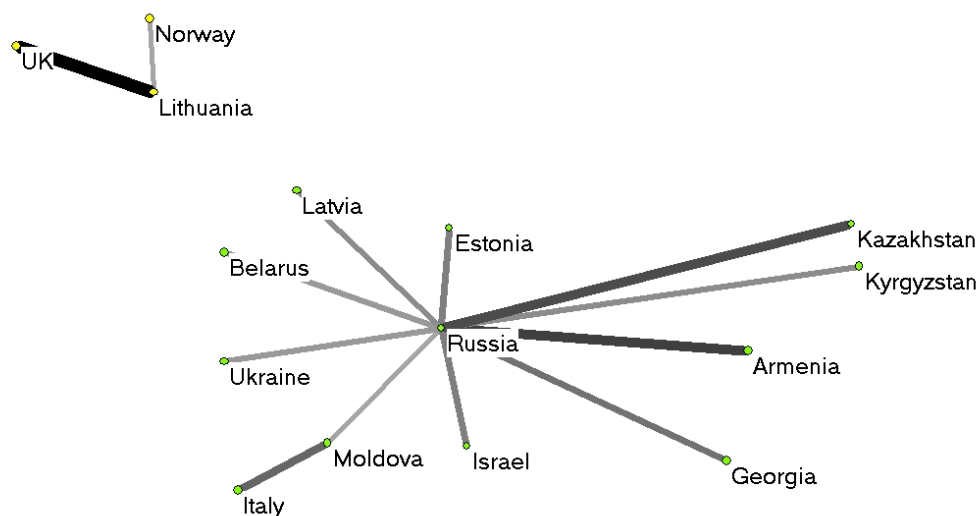 Norway
UK
Lithuania
Latvia
Estonia
Kazakhstan
Belarus
Kyrgyzstan
Russia
Armenia
Ukraine
Moldova
Israel
Georgia
Italy